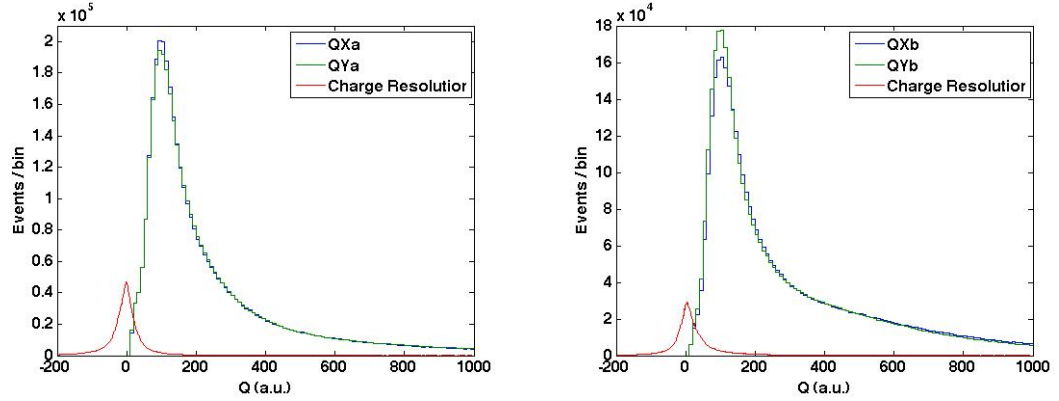 x 10^5
2
1.8
1.6
1.4
1.2
1
0.8
0.6
0.4
0.2
0
-200
0
200
400
600
800
1000
Events / bin
Q (a.u.)
QXa
QYa
Charge Resolution
x 10^4
18
16
14
12
10
8
6
4
2
0
-200
0
200
400
600
800
1000
Events / bin
Q (a.u.)
QXb
QYb
Charge Resolution